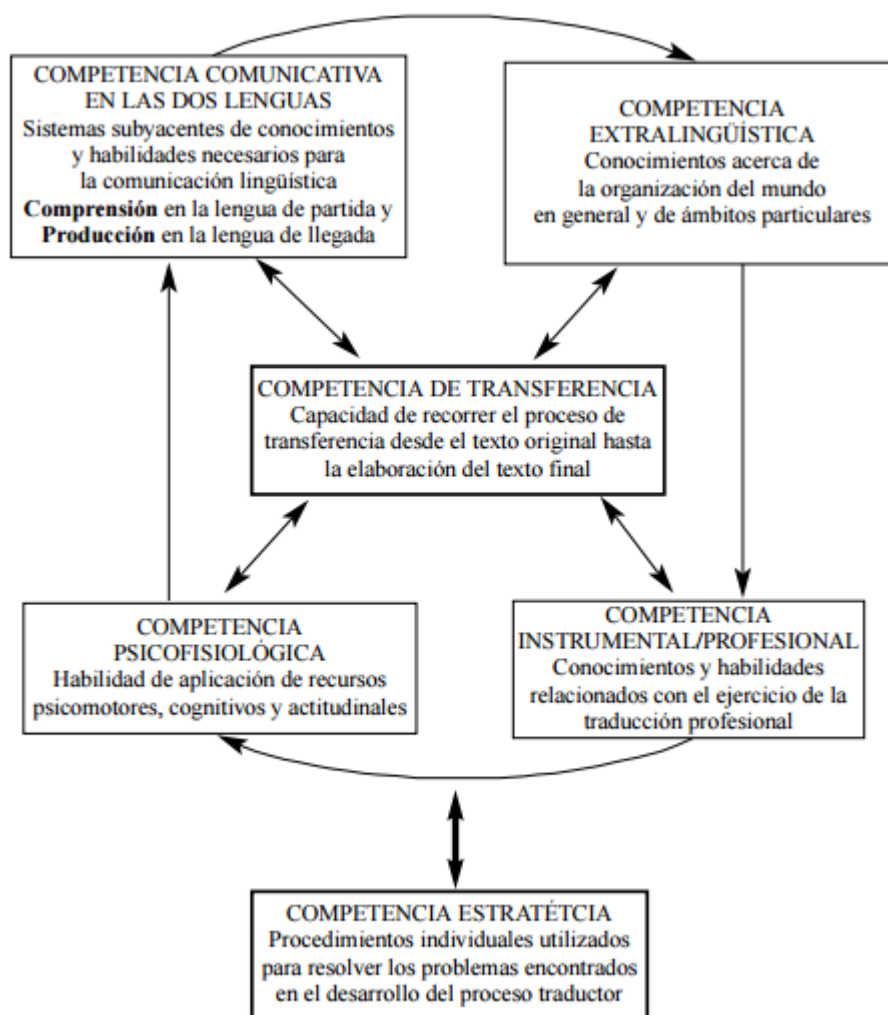 COMPETENCIA COMUNICATIVA
EN LAS DOS LENGUAS
Sistemas subyacentes de conocimientos
y habilidades necesarios para
la comunicación lingüística
Comprensión en la lengua de partida y
Producción en la lengua de llegada
COMPETENCIA
EXTRALINGÜÍSTICA
Conocimientos acerca de
la organización del mundo
en general y de ámbitos particulares
COMPETENCIA DE TRANSFERENCIA
Capacidad de recorrer el proceso de
transferencia desde el texto original hasta
la elaboración del texto final
COMPETENCIA
PSICOFISIOLÓGICA
Habilidad de aplicación de recursos
psicomotores, cognitivos y actitudinales
COMPETENCIA
INSTRUMENTAL/PROFESIONAL
Conocimientos y habilidades
relacionados con el ejercicio de la
traducción profesional
COMPETENCIA ESTRATÉTCIA
Procedimientos individuales utilizados
para resolver los problemas encontrados
en el desarrollo del proceso traductor